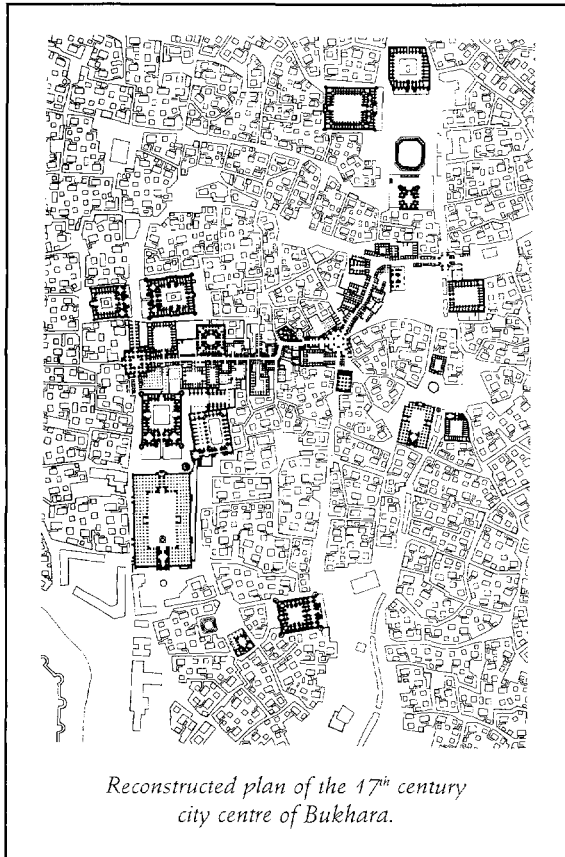 Reconstructed plan of the 17th century
city centre of Bukhara.